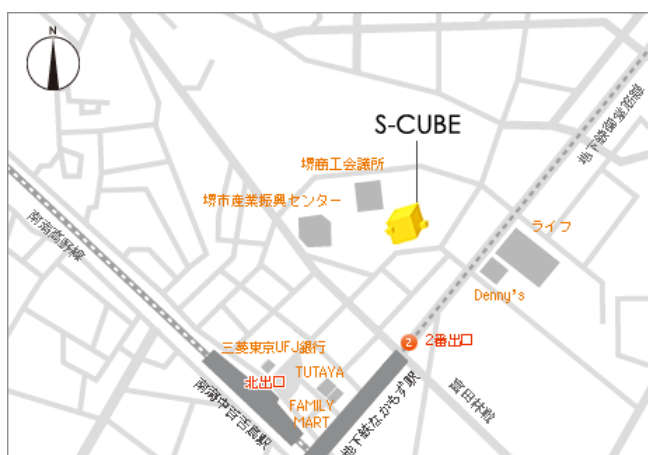 N
S-CUBE
堺商工会議所
堺市産業振興センター
地下鉄御堂筋線
南海高野線
ライフ
Denny's
2
2番出口
三菱東京UFJ銀行
TUTAYA
北出口
FAMILY
MART
南海中百舌鳥駅
地下鉄なかもず駅
富田林線